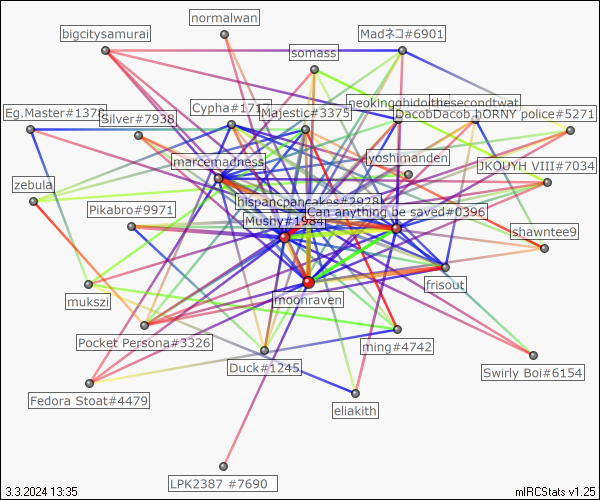 normalwan
bigcitysamurai
Madネコ#6901
somass
neokingghidorthesecondtwat
Eg.Master#1378
Silver#7938
Cypha#171
Majestic#3375
DacobDacob
hORNY police#5271
marcemadness
yoshimanden
JKOUYH VIII#7034
zebula
hispancpancakes#2928
Pikabro#9971
Can anything be saved#0396
Mushy#1984
shawntee9
mukszi
moonraven
frisout
Pocket Persona#3326
ming#4742
Duck#1245
Swirly Boi#6154
Fedora Stoat#4479
eliakith
LPK2387 #7690
3.3.2024 13:35
mIRCStats v1.25